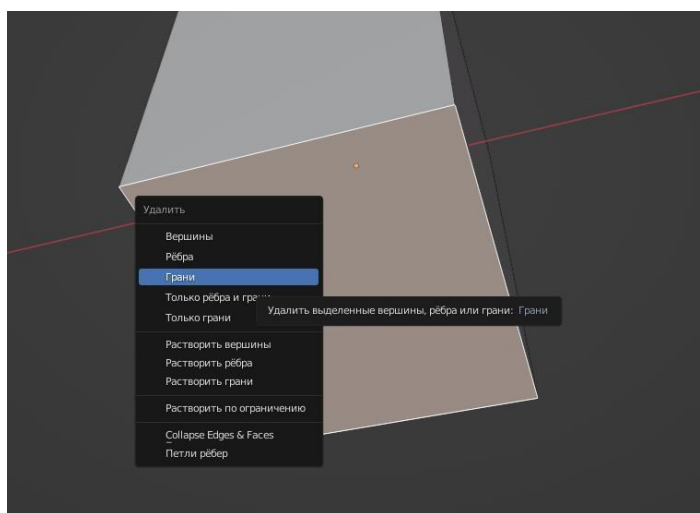 Удалить
Вершины
Рёбра
Грани
Только рёбра и грани
Удалить выделенные вершины, рёбра или грани: Грани
Только грани
Растворить вершины
Растворить рёбра
Растворить грани
Растворить по ограничению
Collapse Edges & Faces
Петли рёбер